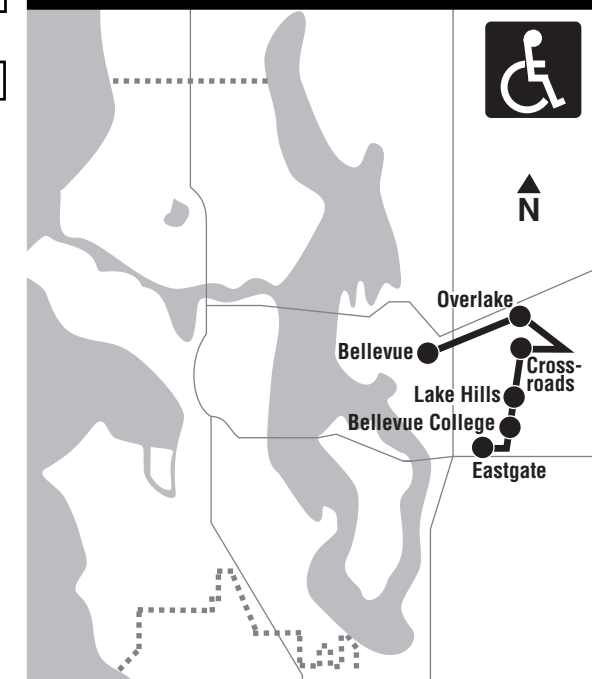 N
Overlake
Bellevue
Cross-
roads
Lake Hills
Bellevue College
Eastgate